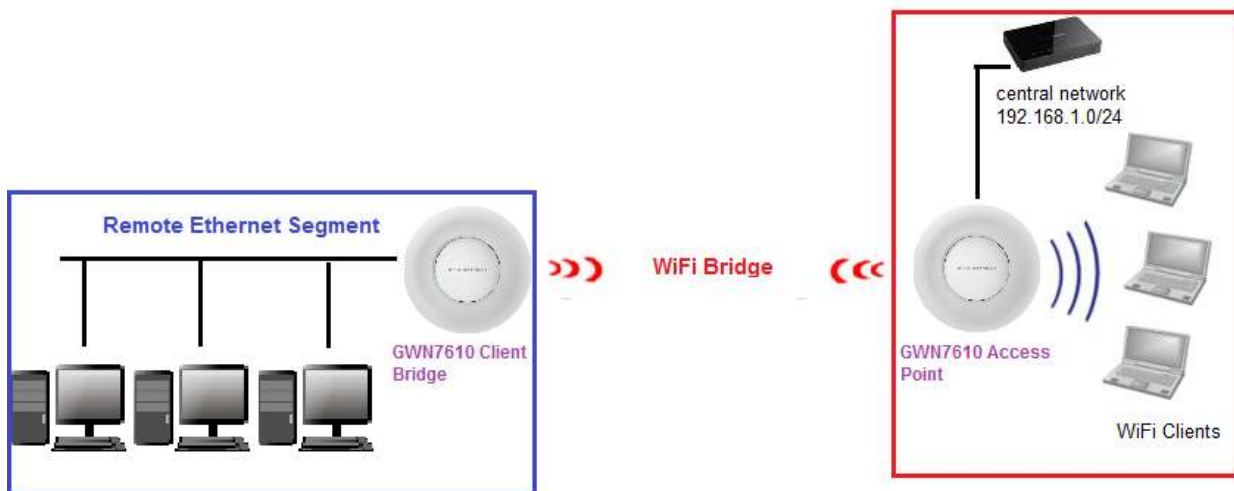 central network
192.168.1.0/24
Remote Ethernet Segment
WiFi Bridge
GWN7610 Client
Bridge
GWN7610 Access
Point
WiFi Clients